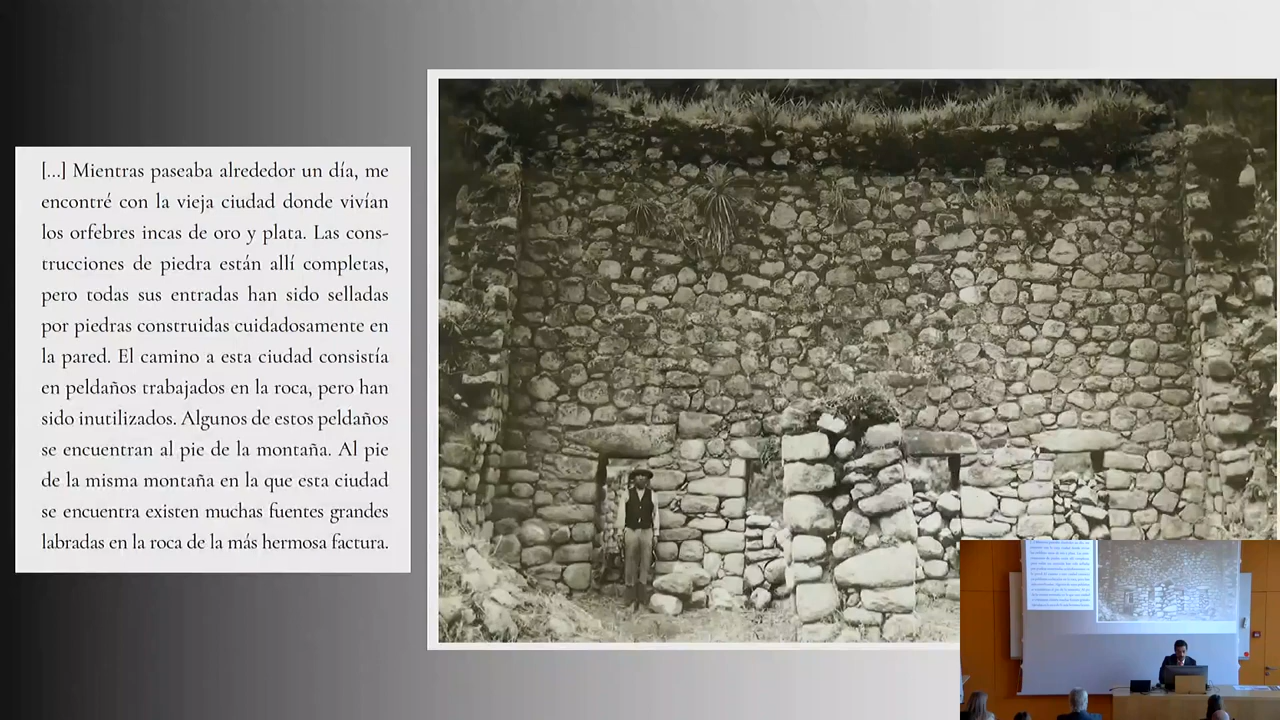 [...] Mientras paseaba alrededor un día, me
encontré con la vieja ciudad donde vivían
los orfebres incas de oro y plata. Las cons-
trucciones de piedra están allí completas,
pero todas sus entradas han sido selladas
por piedras construidas cuidadosamente en
la pared. El camino a esta ciudad consistía
en peldaños trabajados en la roca, pero han
sido inutilizados. Algunos de estos peldaños
se encuentran al pie de la montaña. Al pie
de la misma montaña en la que esta ciudad
se encuentra existen muchas fuentes grandes
labradas en la roca de la más hermosa factura.